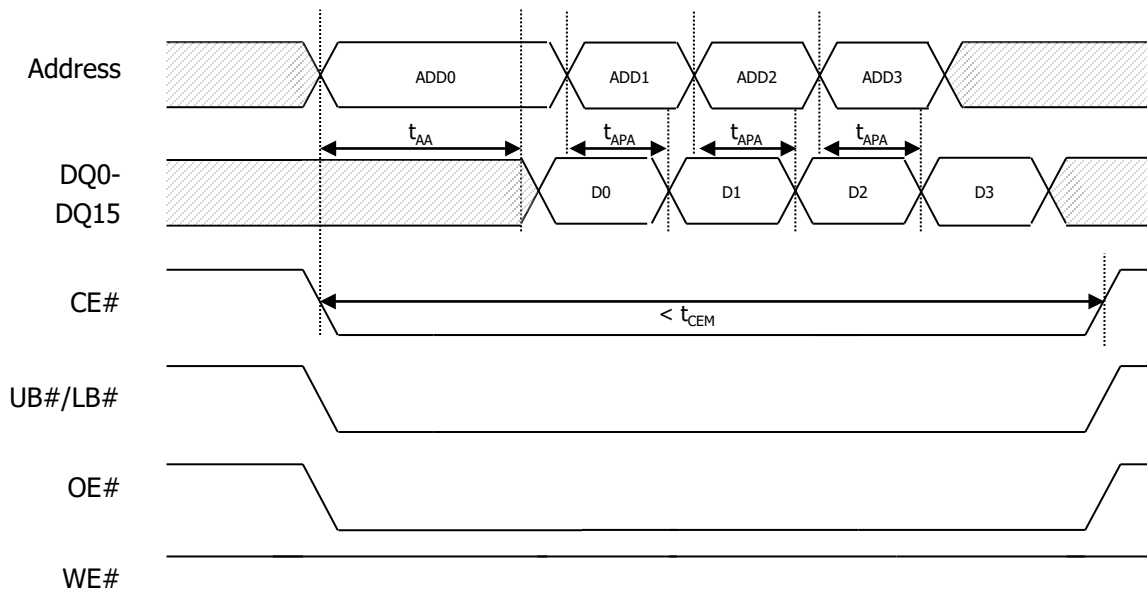 Address
ADD0 ADD1 ADD2 ADD3
tAA tAPA tAPA tAPA
DQ0-
DQ15
D0 D1 D2 D3
CE#
< tCEM
UB#/LB#
OE#
WE#